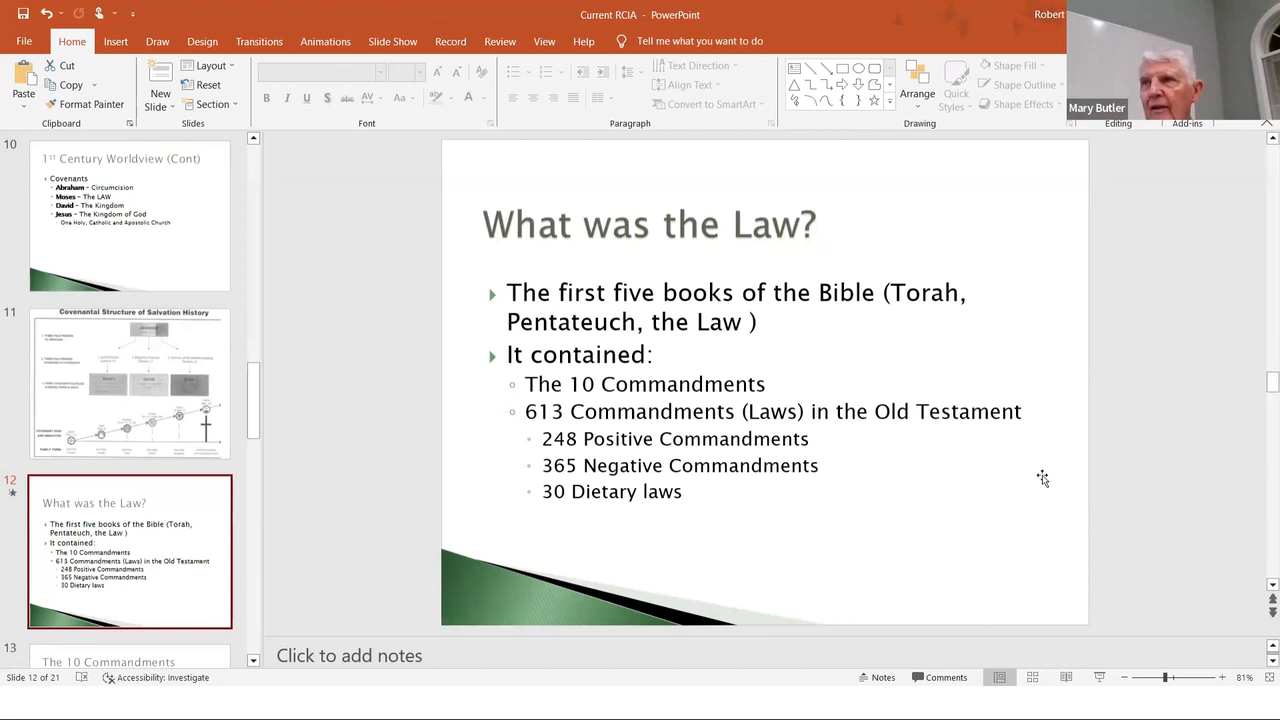 Current RCIA - PowerPoint
Robert
File Home Insert Draw Design Transitions Animations Slide Show Record Review View Help Tell me what you want to do
Paste
Cut
Copy
Format Painter
Clipboard
New
Slide
Layout
Reset
Section
Slides
B I U S abc AV Aa A
Font
Text Direction
Align Text
Convert to SmartArt
Paragraph
Arrange
Quick
Styles
Shape Fill
Shape Outline
Shape Effects
Drawing
Editing
Add-ins
Mary Butler
10
1st Century Worldview (Cont)
Covenants
Abraham – Circumcision
Moses – The LAW
David – The Kingdom
Jesus – The Kingdom of God
One Holy, Catholic and Apostolic Church
11
Covenantal Structure of Salvation History
12
What was the Law?
The first five books of the Bible (Torah,
Pentateuch, the Law )
It contained:
The 10 Commandments
613 Commandments (Laws) in the Old Testament
248 Positive Commandments
365 Negative Commandments
30 Dietary laws
13
The 10 Commandments
What was the Law?
The first five books of the Bible (Torah,
Pentateuch, the Law )
It contained:
The 10 Commandments
613 Commandments (Laws) in the Old Testament
248 Positive Commandments
365 Negative Commandments
30 Dietary laws
Click to add notes
Slide 12 of 21
Accessibility: Investigate
Notes
Comments
81%